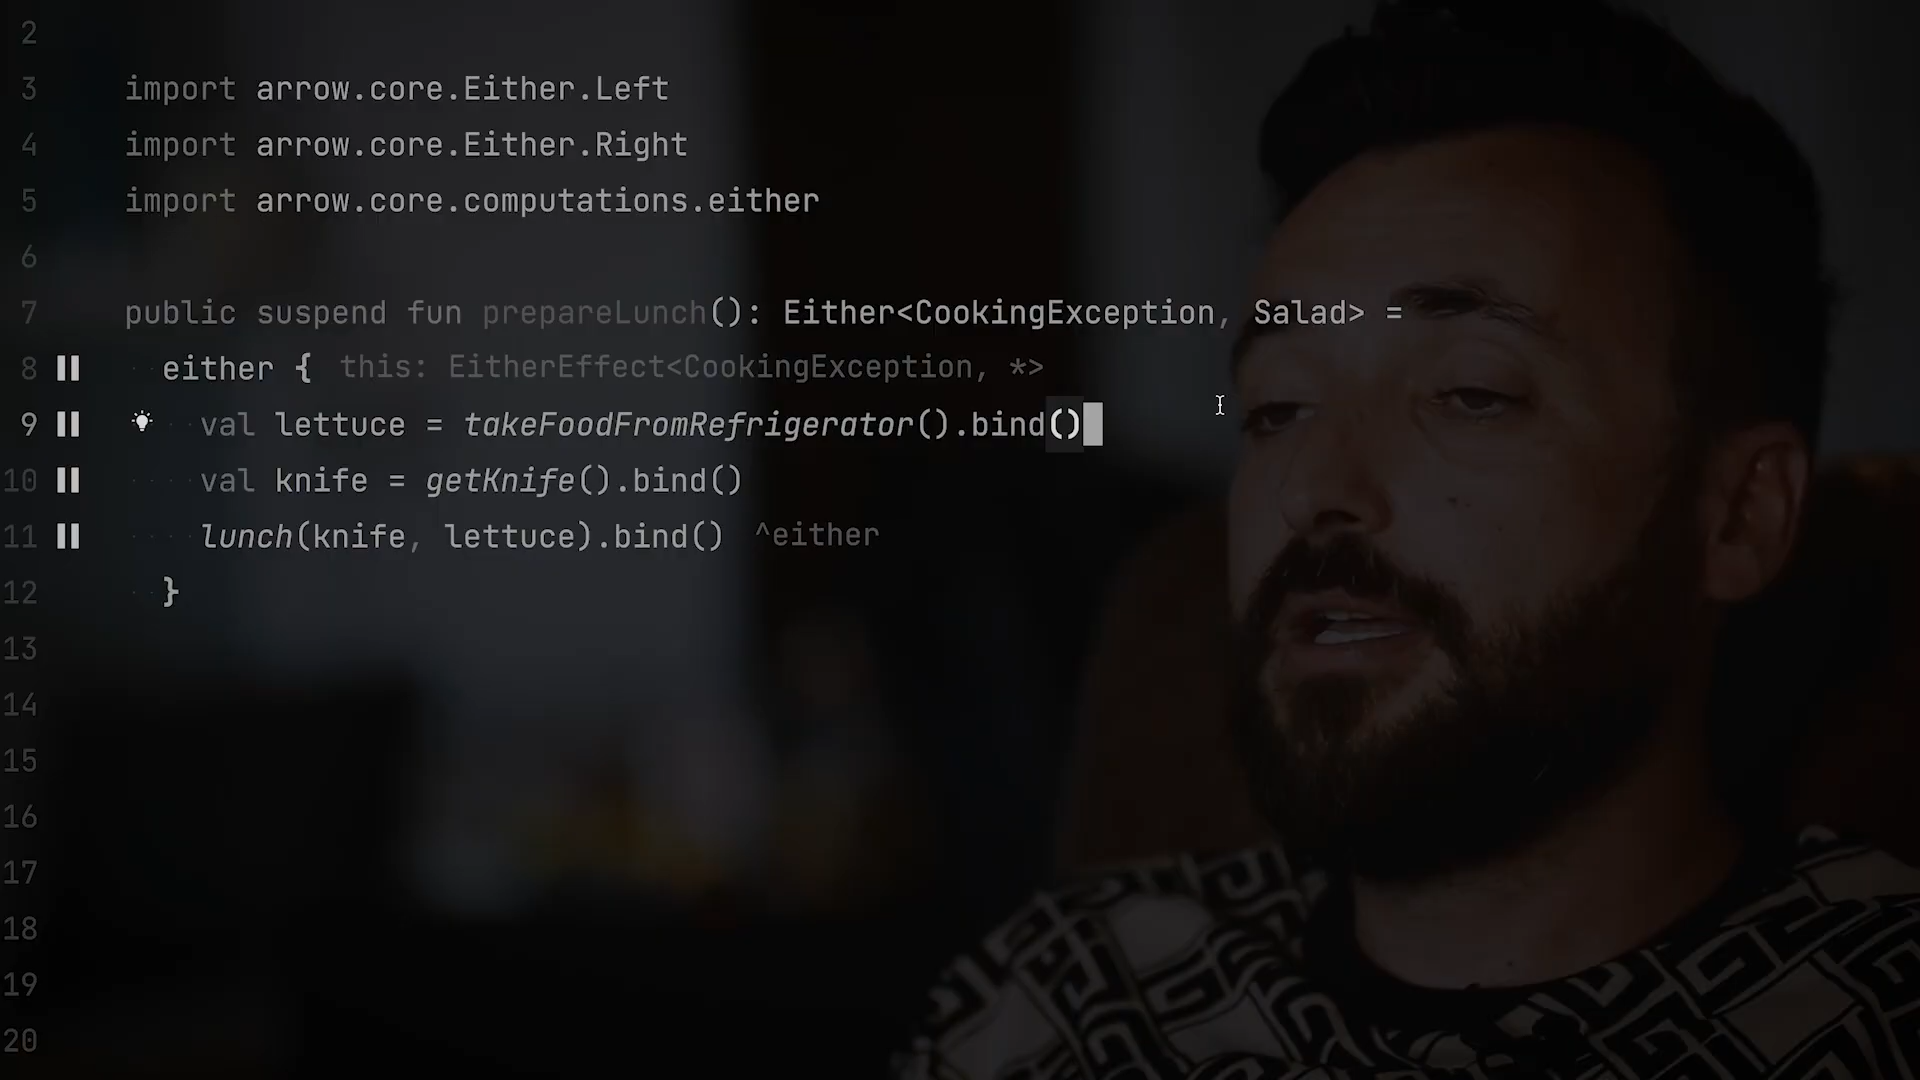 2
3 import arrow.core.Either.Left
4 import arrow.core.Either.Right
5 import arrow.core.computations.either
6
7 public suspend fun prepareLunch(): Either<CookingException, Salad> =
8 either { this: EitherEffect<CookingException, *>
9 val lettuce = takeFoodFromRefrigerator().bind()
10 val knife = getKnife().bind()
11 lunch(knife, lettuce).bind() ^either
12 }
13
14
15
16
17
18
19
20